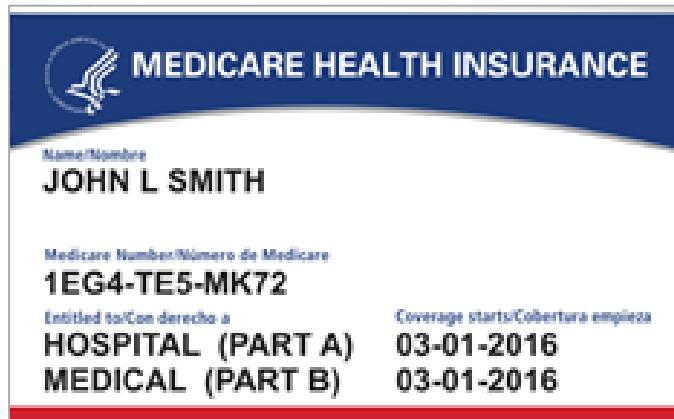 MEDICARE HEALTH INSURANCE
Name/Nombre
JOHN L SMITH
Medicare Number/Número de Medicare
1EG4-TE5-MK72
Entitled to/Con derecho a Coverage starts/Cobertura empieza
HOSPITAL (PART A) 03-01-2016
MEDICAL (PART B) 03-01-2016